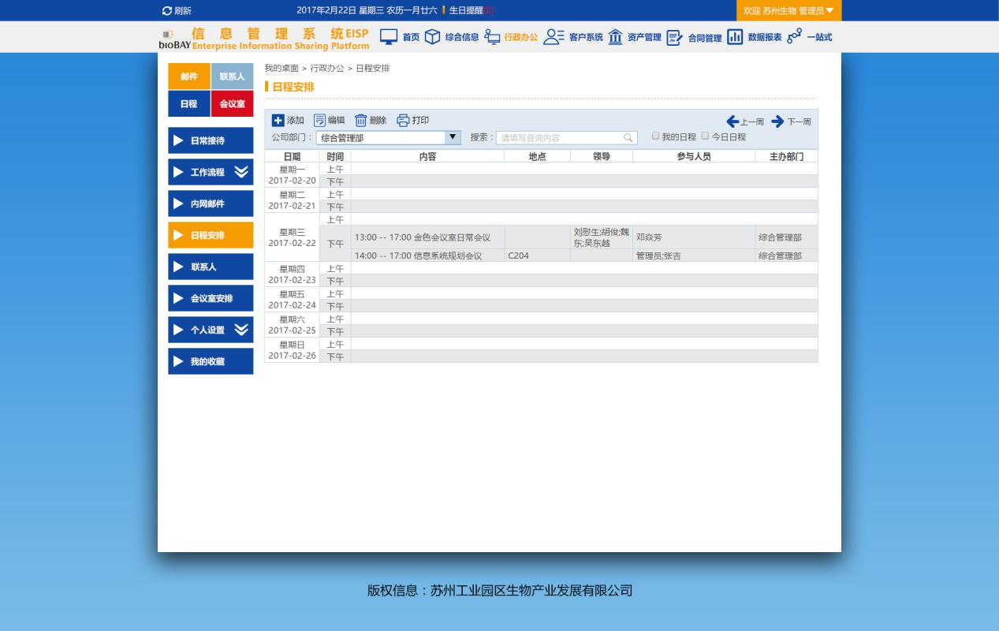 刷新 2017年2月22日 星期三 农历一月廿六 生日提醒[0] 欢迎 苏州生物 管理员
bioBAY 信息管理系统EISP
Enterprise Information Sharing Platform
首页 综合信息 行政办公 客户系统 资产管理 合同管理 数据报表 一站式
邮件 联系人
日程 会议室
日常接待
工作流程
内网邮件
日程安排
联系人
会议室安排
个人设置
我的收藏
我的桌面 > 行政办公 > 日程安排
日程安排
添加 编辑 删除 打印 上一周 下一周
公司部门： 综合管理部 搜索： 请填写查询内容 我的日程 今日日程
日期 时间 内容 地点 领导 参与人员 主办部门
星期一
2017-02-20
上午
下午
星期二
2017-02-21
上午
下午
星期三
2017-02-22
上午
下午
13:00 -- 17:00 金色会议室日常会议 刘慰生;胡俊;魏东;吴东越 邓焱芳 综合管理部
14:00 -- 17:00 信息系统规划会议 C204 管理员;张吉 综合管理部
星期四
2017-02-23
上午
下午
星期五
2017-02-24
上午
下午
星期六
2017-02-25
上午
下午
星期日
2017-02-26
上午
下午
版权信息：苏州工业园区生物产业发展有限公司